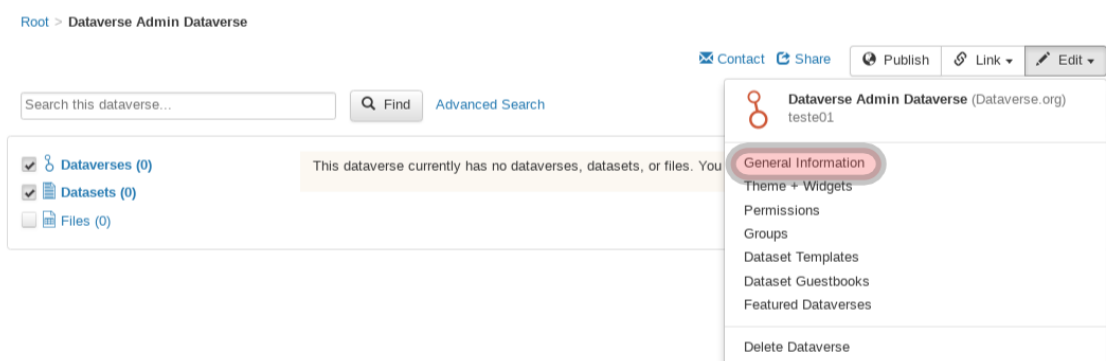 Root > Dataverse Admin Dataverse
Contact Share Publish Link Edit
Search this dataverse... Find Advanced Search
Dataverse Admin Dataverse (Dataverse.org)
teste01
Dataverses (0)
Datasets (0)
Files (0)
This dataverse currently has no dataverses, datasets, or files. You
General Information
Theme + Widgets
Permissions
Groups
Dataset Templates
Dataset Guestbooks
Featured Dataverses
Delete Dataverse